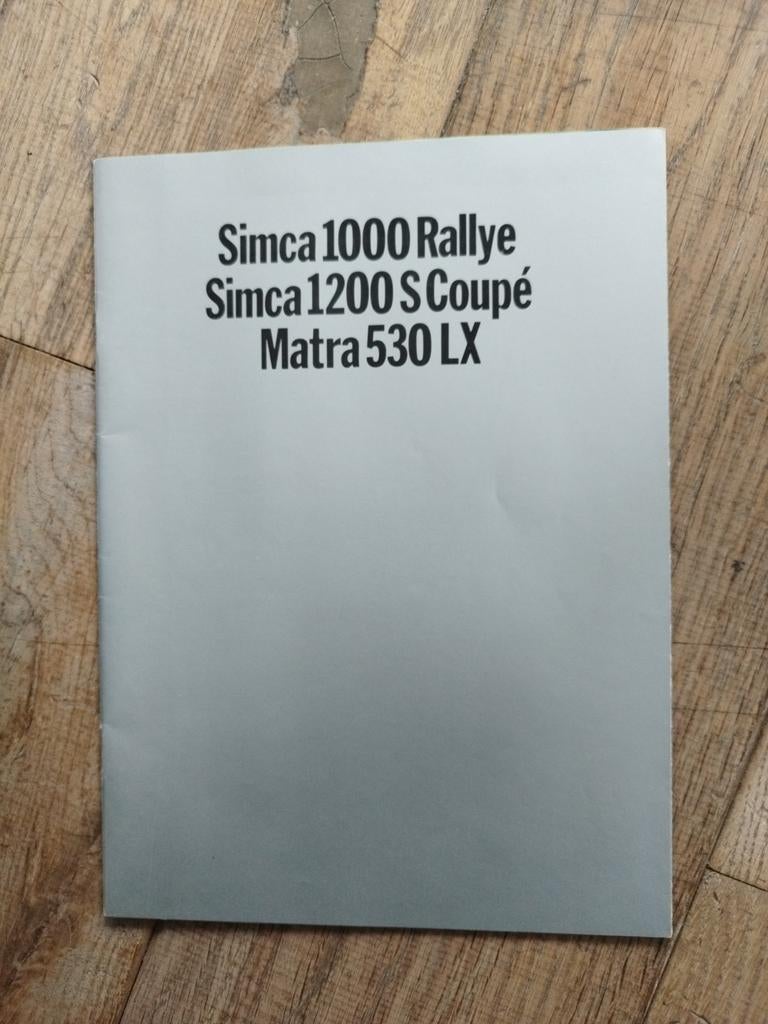 Simca 1000 Rallye
Simca 1200 S Coupé
Matra 530 LX